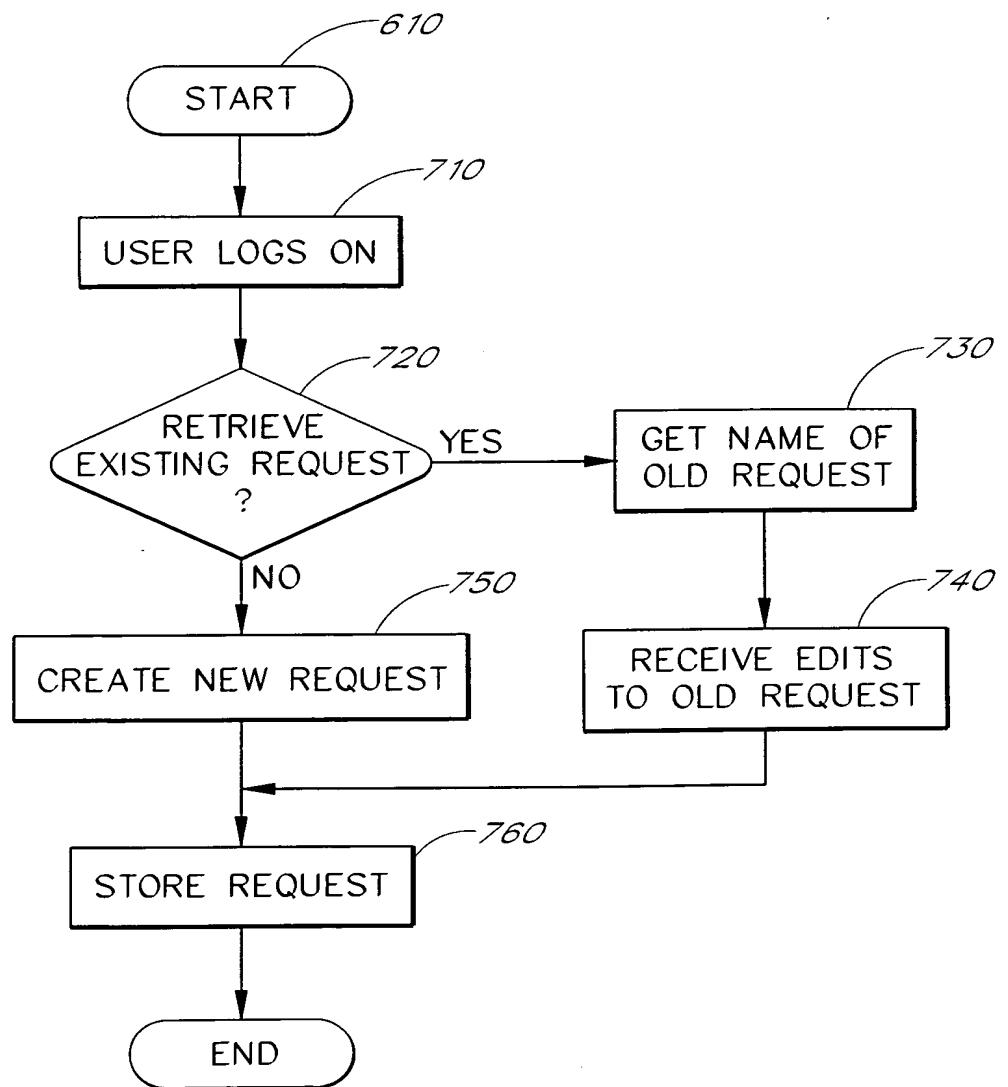 610
START
710
USER LOGS ON
720
RETRIEVE
EXISTING REQUEST
?
YES
730
GET NAME OF
OLD REQUEST
NO
750
CREATE NEW REQUEST
740
RECEIVE EDITS
TO OLD REQUEST
760
STORE REQUEST
END